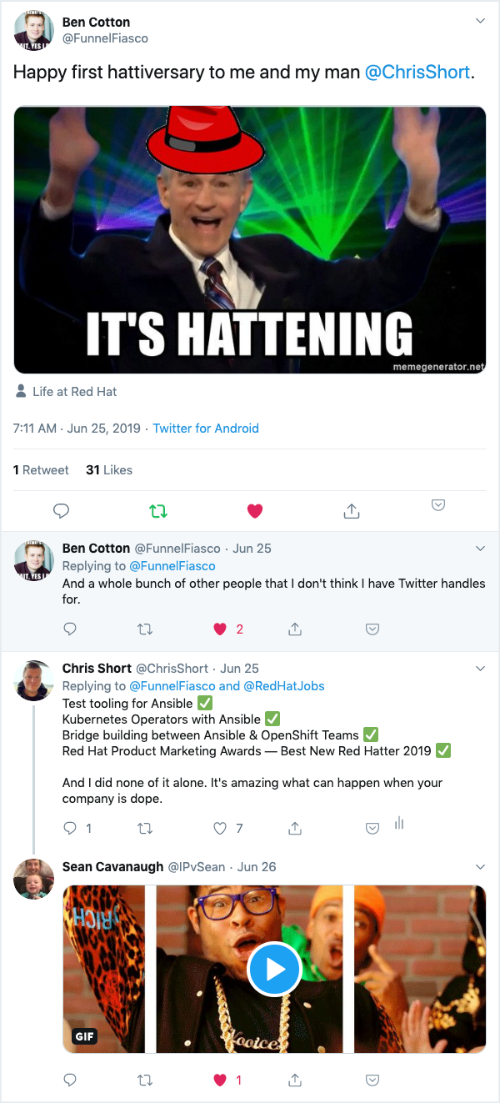 Ben Cotton
@FunnelFiasco
Happy first hattiversary to me and my man @ChrisShort.
IT'S HATTENING
memegenerator.net
Life at Red Hat
7:11 AM · Jun 25, 2019 · Twitter for Android
1 Retweet 31 Likes
Ben Cotton @FunnelFiasco · Jun 25
Replying to @FunnelFiasco
And a whole bunch of other people that I don't think I have Twitter handles
for.
2
Chris Short @ChrisShort · Jun 25
Replying to @FunnelFiasco and @RedHatJobs
Test tooling for Ansible ✅
Kubernetes Operators with Ansible ✅
Bridge building between Ansible & OpenShift Teams ✅
Red Hat Product Marketing Awards — Best New Red Hatter 2019 ✅
And I did none of it alone. It's amazing what can happen when your
company is dope.
1 7
Sean Cavanaugh @IPvSean · Jun 26
RICH
GIF
1